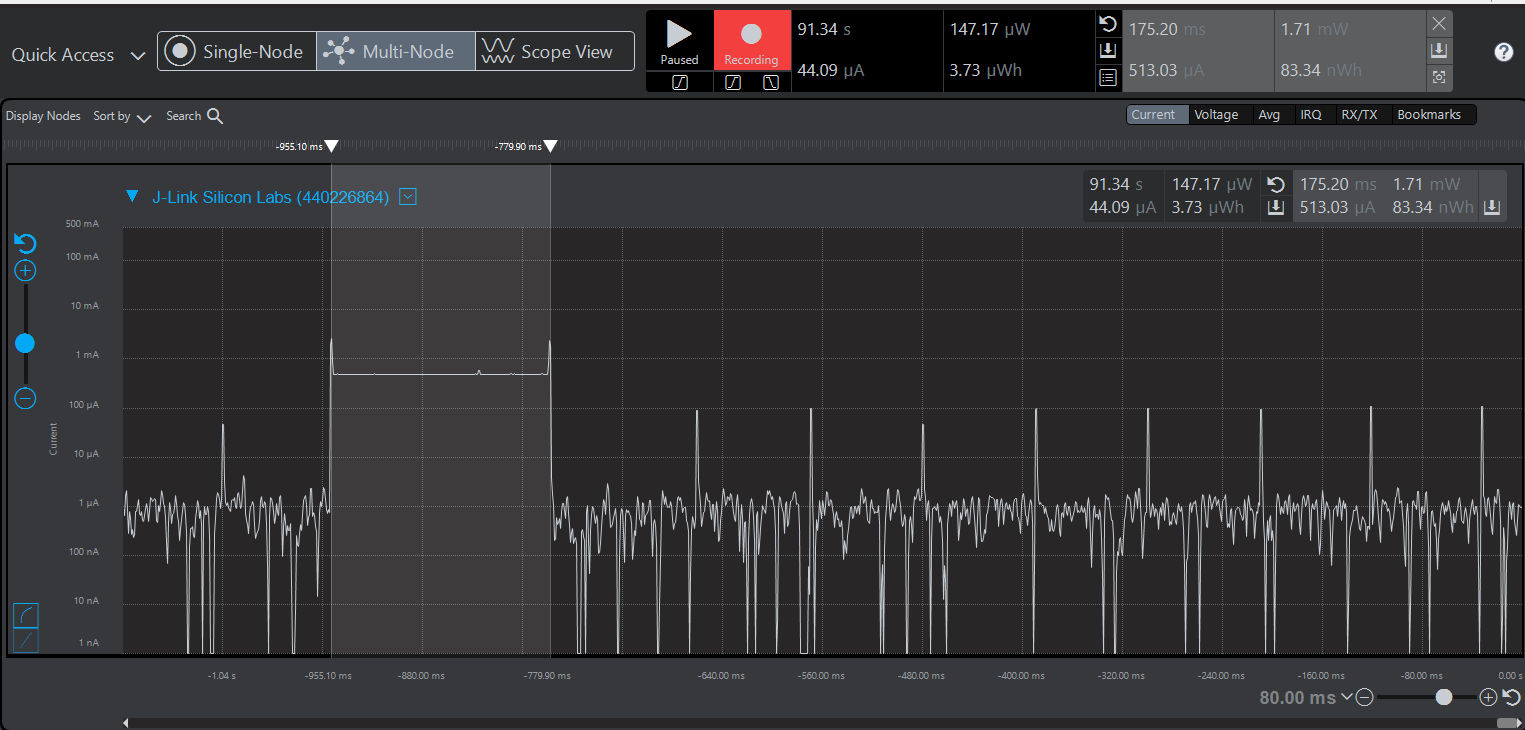 Quick Access
Single-Node
Multi-Node
Scope View
Paused
Recording
91.34 s
147.17 µW
44.09 µA
3.73 µWh
175.20 ms
1.71 mW
513.03 µA
83.34 nWh
?
Display Nodes Sort by Search
Current Voltage Avg IRQ RX/TX Bookmarks
-955.10 ms
-779.90 ms
J-Link Silicon Labs (440226864)
91.34 s 147.17 µW
44.09 µA 3.73 µWh
175.20 ms 1.71 mW
513.03 µA 83.34 nWh
500 mA
100 mA
10 mA
1 mA
100 µA
10 µA
1 µA
100 nA
10 nA
1 nA
Current
-1.04 s -955.10 ms -880.00 ms -779.90 ms -640.00 ms -560.00 ms -480.00 ms -400.00 ms -320.00 ms -240.00 ms -160.00 ms -80.00 ms 0.00 s
80.00 ms